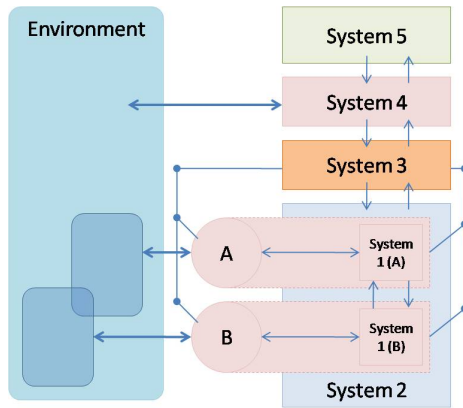 Environment
System 5
System 4
System 3
A
System
1 (A)
B
System
1 (B)
System 2